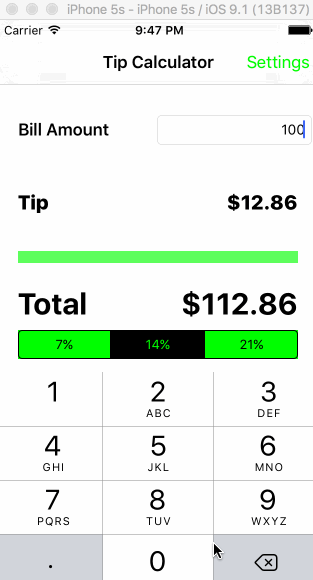 iPhone 5s - iPhone 5s / iOS 9.1 (13B137)
Carrier 9:47 PM
Tip Calculator Settings
Bill Amount 100
Tip $12.86
Total $112.86
7% 14% 21%
1 2 3
ABC DEF
4 5 6
GHI JKL MNO
7 8 9
PQRS TUV WXYZ
. 0